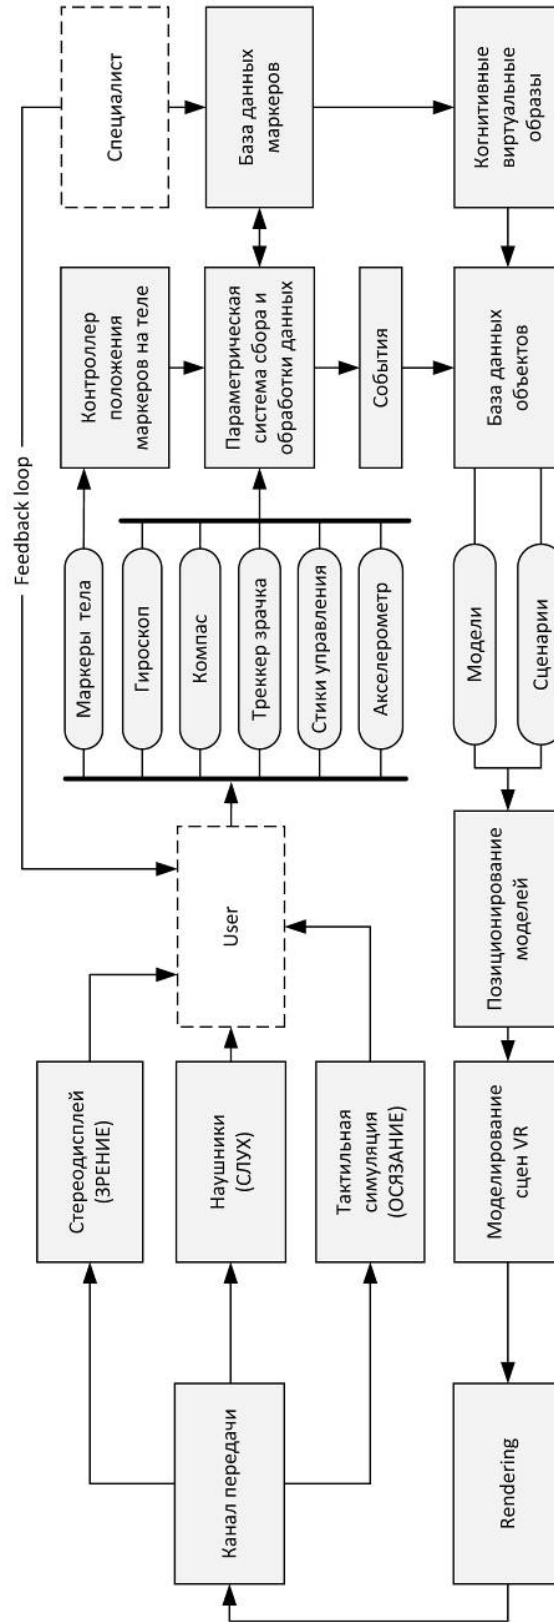 Feedback loop
Стереодисплей
(ЗРЕНИЕ)
Маркеры тела
Контроллер
положения
маркеров на теле
Специалист
Гироскоп
Канал передачи
Наушники
(СЛУХ)
User
Компас
Треккер зрачка
Параметрическая
система сбора и
обработки данных
База данных
маркеров
Стики управления
Тактильная
симуляция
(ОСЯЗАНИЕ)
Акселерометр
События
Rendering
Моделирование
сцен VR
Позиционирование
моделей
Модели
Сценарии
База данных
объектов
Когнитивные
виртуальные
образы